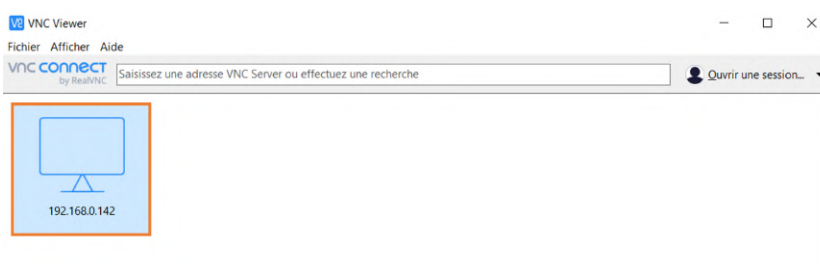 VNC Viewer
Fichier Afficher Aide
VNC CONNECT
by RealVNC
Saisissez une adresse VNC Server ou effectuez une recherche
Ouvrir une session...
192.168.0.142